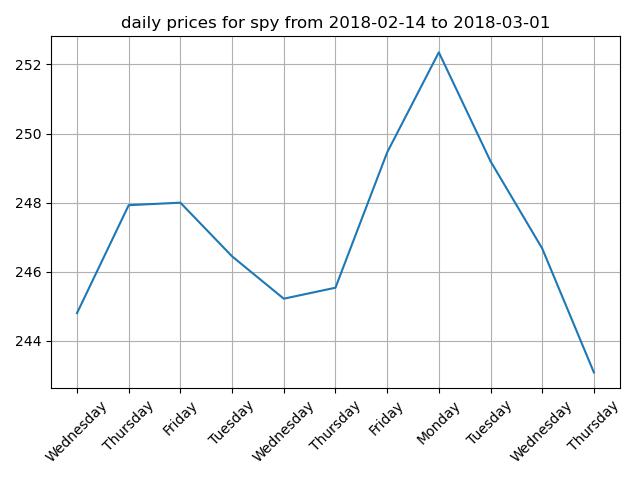 daily prices for spy from 2018-02-14 to 2018-03-01
252
250
248
246
244
Wednesday
Thursday
Friday
Tuesday
Wednesday
Thursday
Friday
Monday
Tuesday
Wednesday
Thursday